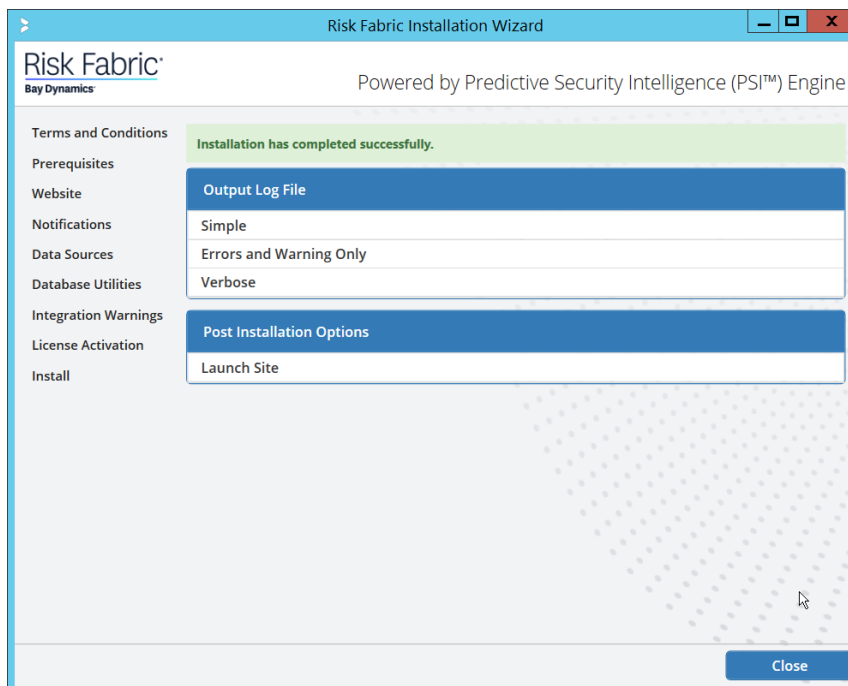 Risk Fabric Installation Wizard
Risk Fabric
Bay Dynamics
Powered by Predictive Security Intelligence (PSI™) Engine
Terms and Conditions
Prerequisites
Website
Notifications
Data Sources
Database Utilities
Integration Warnings
License Activation
Install
Installation has completed successfully.
Output Log File
Simple
Errors and Warning Only
Verbose
Post Installation Options
Launch Site
Close